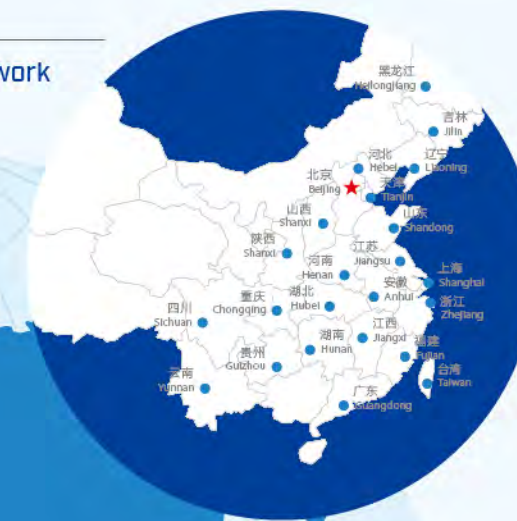 work
黑龙江
Heilongjiang
吉林
Jilin
辽宁
Liaoning
河北
Hebei
北京
Beijing
天津
Tianjin
山西
Shanxi
山东
Shandong
陕西
Shanxi
江苏
Jiangsu
河南
Henan
上海
Shanghai
安徽
Anhui
浙江
Zhejiang
湖北
Hubei
重庆
Chongqing
四川
Sichuan
江西
Jiangxi
湖南
Hunan
福建
Fujian
贵州
Guizhou
云南
Yunnan
台湾
Taiwan
广东
Guangdong